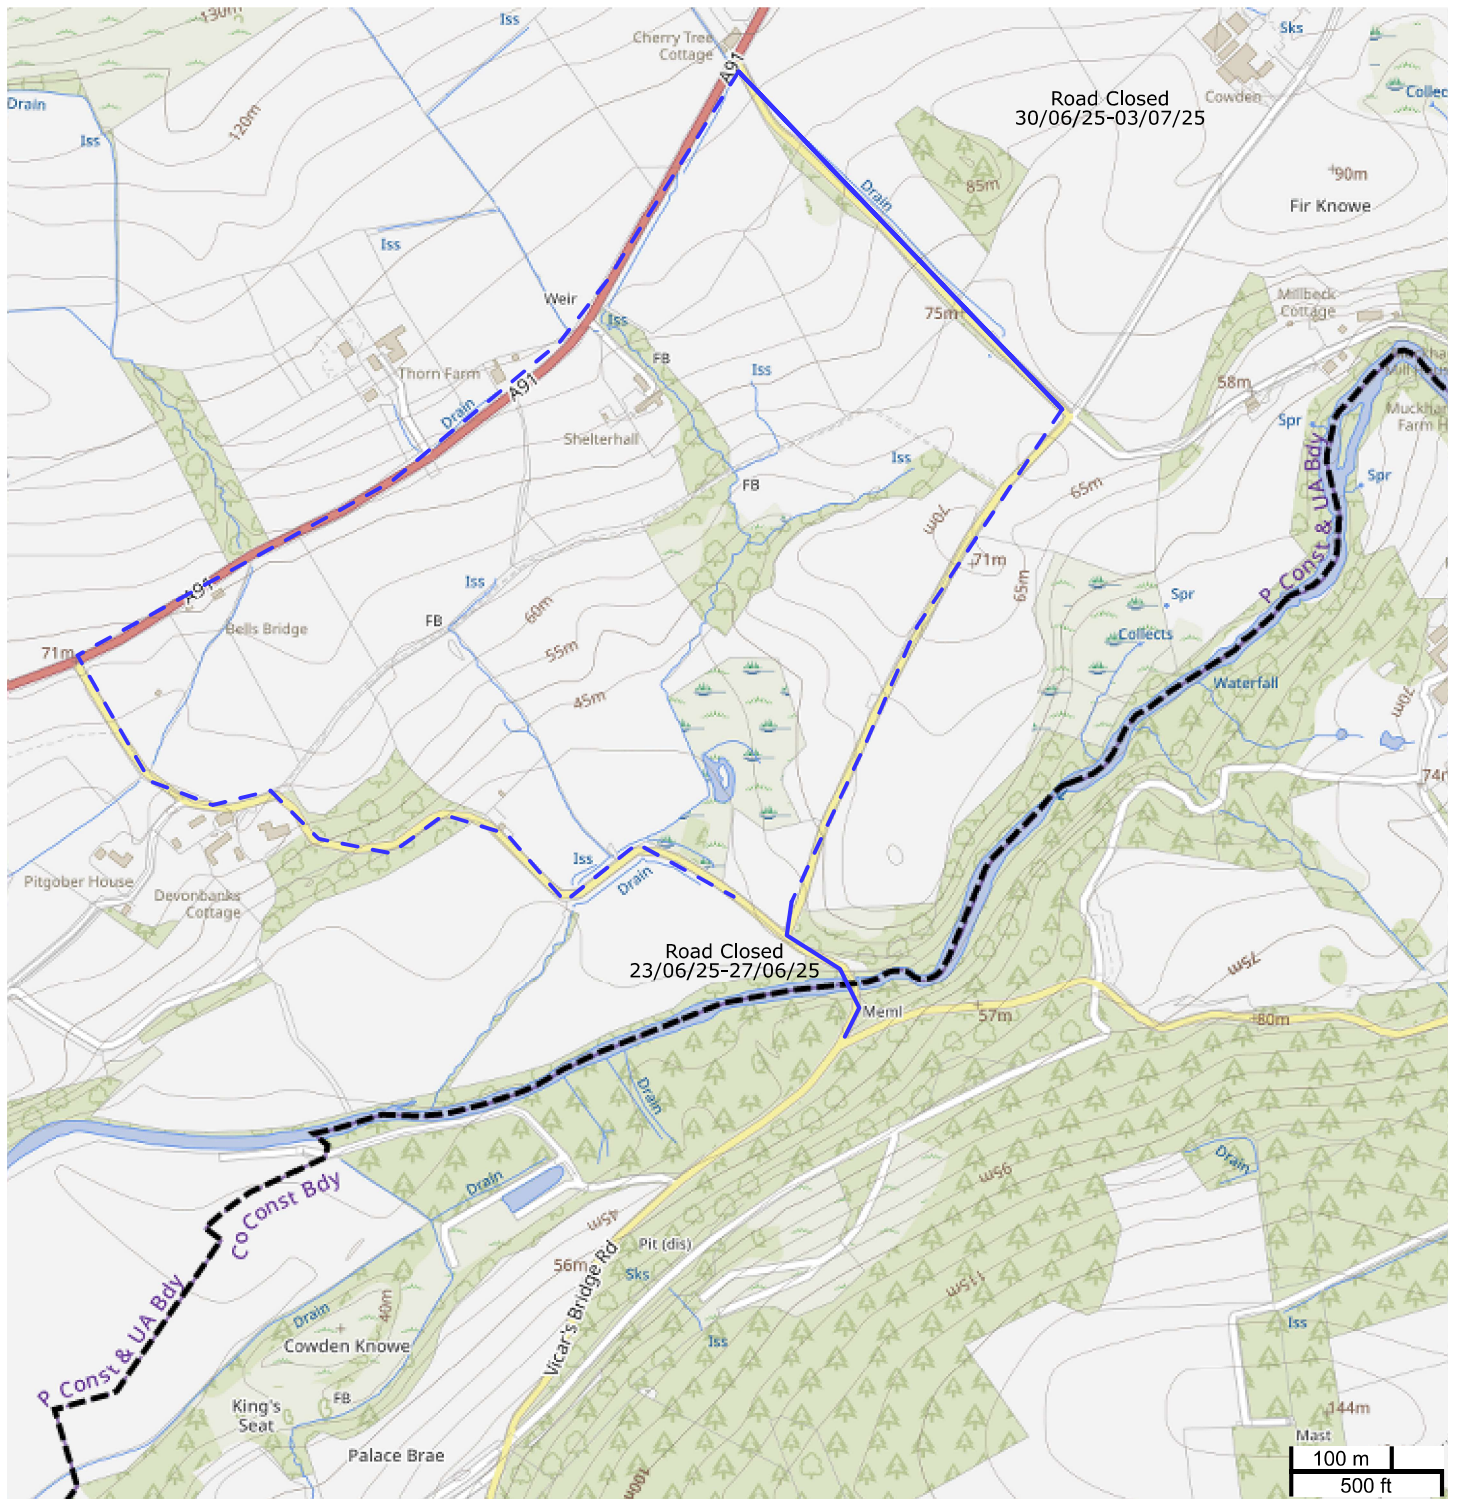 130m
Iss
Cherry Tree
Cottage
A91
Sks
Cowden
Road Closed
30/06/25-03/07/25
Drain
Iss
120m
Collec
90m
Fir Knowe
85m
Drain
Iss
Weir
Iss
75m
Millbeck
Cottage
Thorn Farm
A91
Drain
FB
Iss
58m
Spr
Shelterhall
Iss
FB
65m
Spr
70m
71m
65m
P Const & UA Bdy
A91
Iss
60m
FB
Bells Bridge
55m
71m
45m
Spr
Collects
Waterfall
70m
Iss
Drain
Pitgober House
Devonbanks
Cottage
Road Closed
23/06/25-27/06/25
75m
Meml
57m
80m
Drain
Drain
Drain
95m
Co Const Bdy
45m
Pit (dis)
56m
Sks
115m
P Const & UA Bdy
Drain
40m
Cowden Knowe
Vicar's Bridge Rd
Iss
Iss
FB
King's
Seat
Palace Brae
144m
Mast
100m
100 m
500 ft